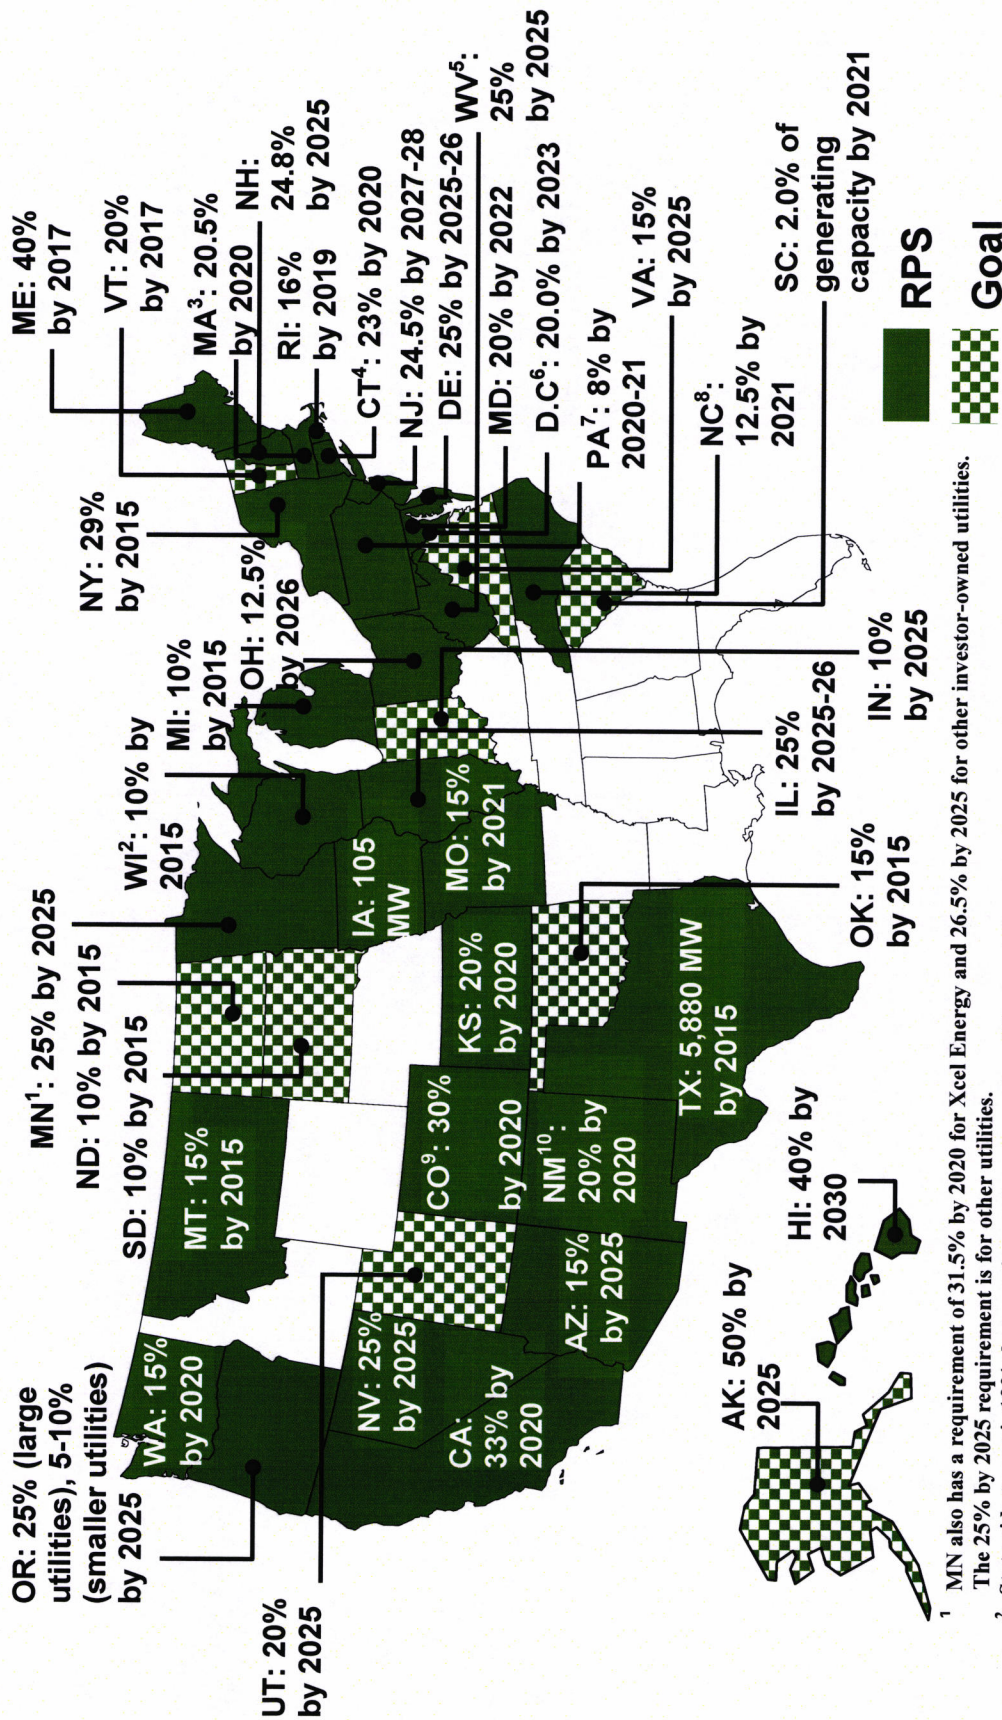 OR: 25% (large
utilities), 5-10%
(smaller utilities)
by 2025
WA: 15%
by 2020
MT: 15%
by 2015
MN¹: 25% by 2025
ND: 10% by 2015
SD: 10% by 2015
WI²: 10% by
2015
MI: 10%
by 2015
OH: 12.5%
by 2026
NY: 29%
by 2015
ME: 40%
by 2017
VT: 20%
by 2017
MA³: 20.5%
by 2020
NH:
24.8%
by 2025
RI: 16%
by 2019
CT⁴: 23% by 2020
NJ: 24.5% by 2027-28
DE: 25% by 2025-26
WV⁵:
25%
by 2025
MD: 20% by 2022
D.C⁶: 20.0% by 2023
PA⁷: 8% by
2020-21
VA: 15%
by 2025
NC⁸:
12.5% by
2021
SC: 2.0% of
generating
capacity by 2021
UT: 20%
by 2025
NV: 25%
by 2025
CA:
33% by
2020
AZ: 15%
by 2025
CO⁹: 30%
by 2020
NM¹⁰:
20% by
2020
KS: 20%
by 2020
IA: 105
MW
MO: 15%
by 2021
TX: 5,880 MW
by 2015
OK: 15%
by 2015
IL: 25%
by 2025-26
IN: 10%
by 2025
AK: 50% by
2025
HI: 40% by
2030
RPS
Goal
¹ MN also has a requirement of 31.5% by 2020 for Xcel Energy and 26.5% by 2025 for other investor-owned utilities.
The 25% by 2025 requirement is for other utilities.
²